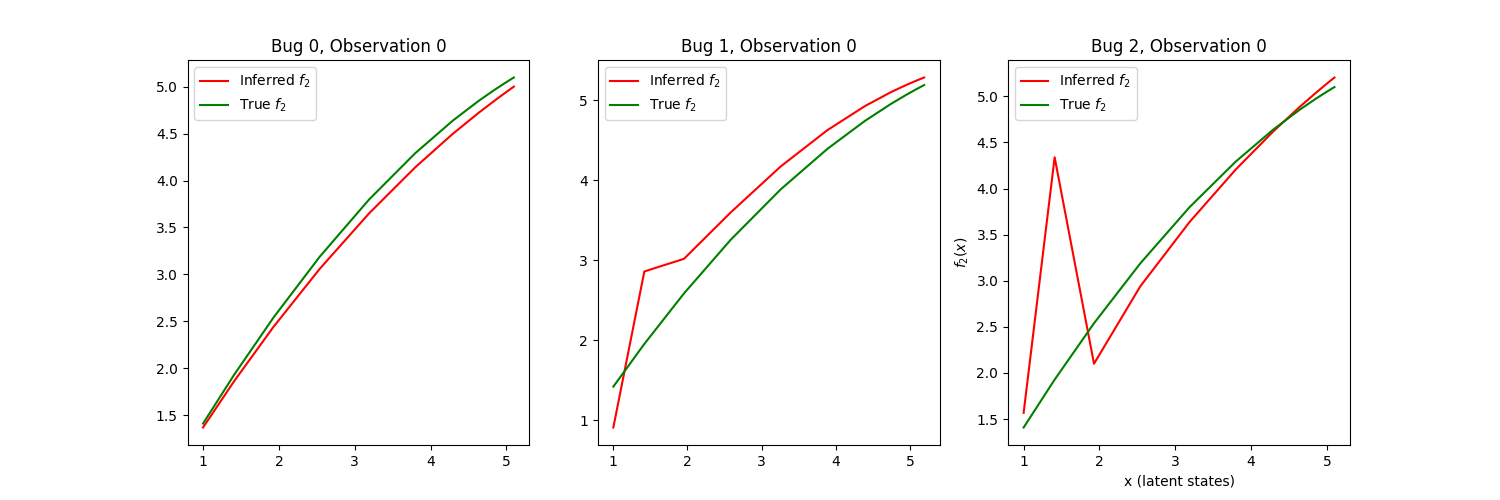 Bug 0, Observation 0
Inferred f₂
True f₂
5.0
4.5
4.0
3.5
3.0
2.5
2.0
1.5
1 2 3 4 5
Bug 1, Observation 0
Inferred f₂
True f₂
5
4
3
2
1
1 2 3 4 5
Bug 2, Observation 0
Inferred f₂
True f₂
f₂(x)
5.0
4.5
4.0
3.5
3.0
2.5
2.0
1.5
1 2 3 4 5
x (latent states)